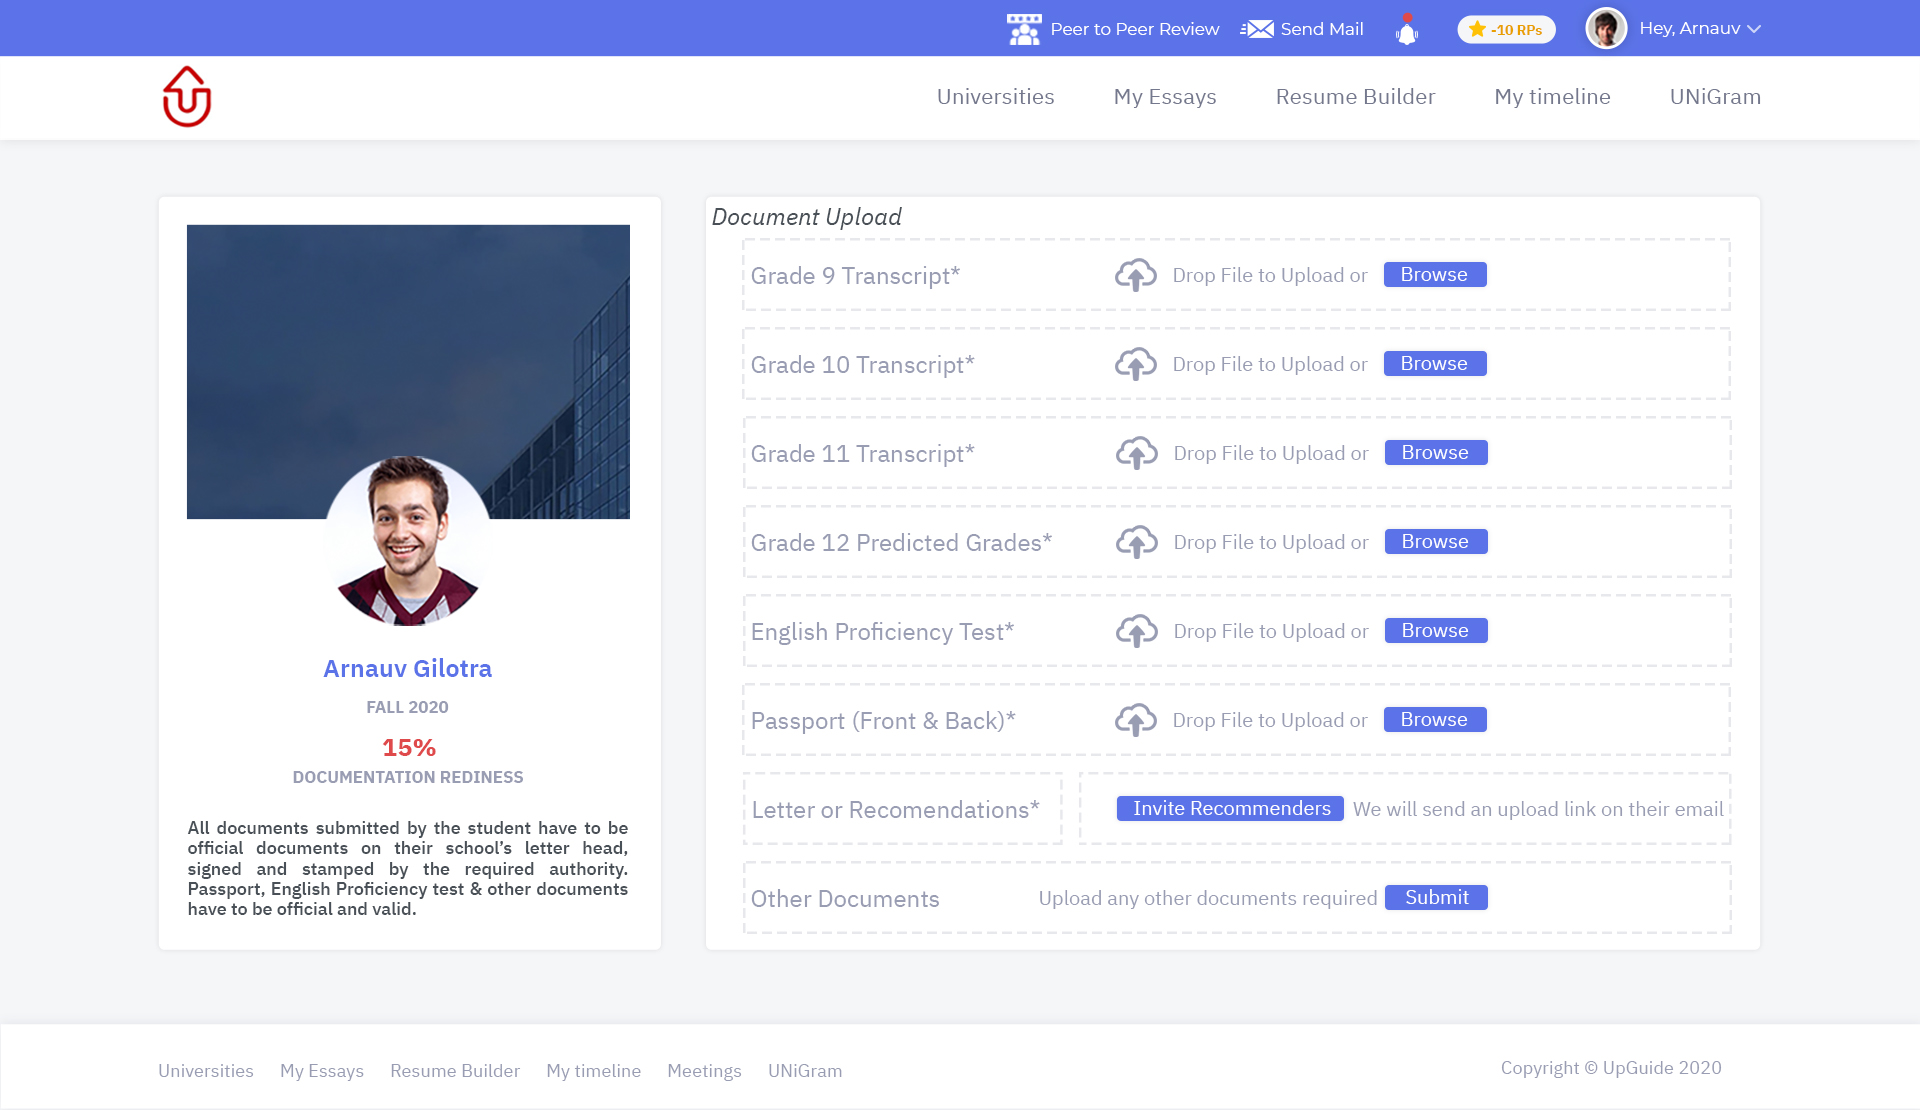 Peer to Peer Review Send Mail -10 RPs Hey, Arnauv
Universities My Essays Resume Builder My timeline UNiGram
Arnauv Gilotra
FALL 2020
15%
DOCUMENTATION REDINESS
All documents submitted by the student have to be
official documents on their school's letter head,
signed and stamped by the required authority.
Passport, English Proficiency test & other documents
have to be official and valid.
Document Upload
Grade 9 Transcript* Drop File to Upload or Browse
Grade 10 Transcript* Drop File to Upload or Browse
Grade 11 Transcript* Drop File to Upload or Browse
Grade 12 Predicted Grades* Drop File to Upload or Browse
English Proficiency Test* Drop File to Upload or Browse
Passport (Front & Back)* Drop File to Upload or Browse
Letter or Recomendations* Invite Recommenders We will send an upload link on their email
Other Documents Upload any other documents required Submit
Universities My Essays Resume Builder My timeline Meetings UNiGram
Copyright © UpGuide 2020